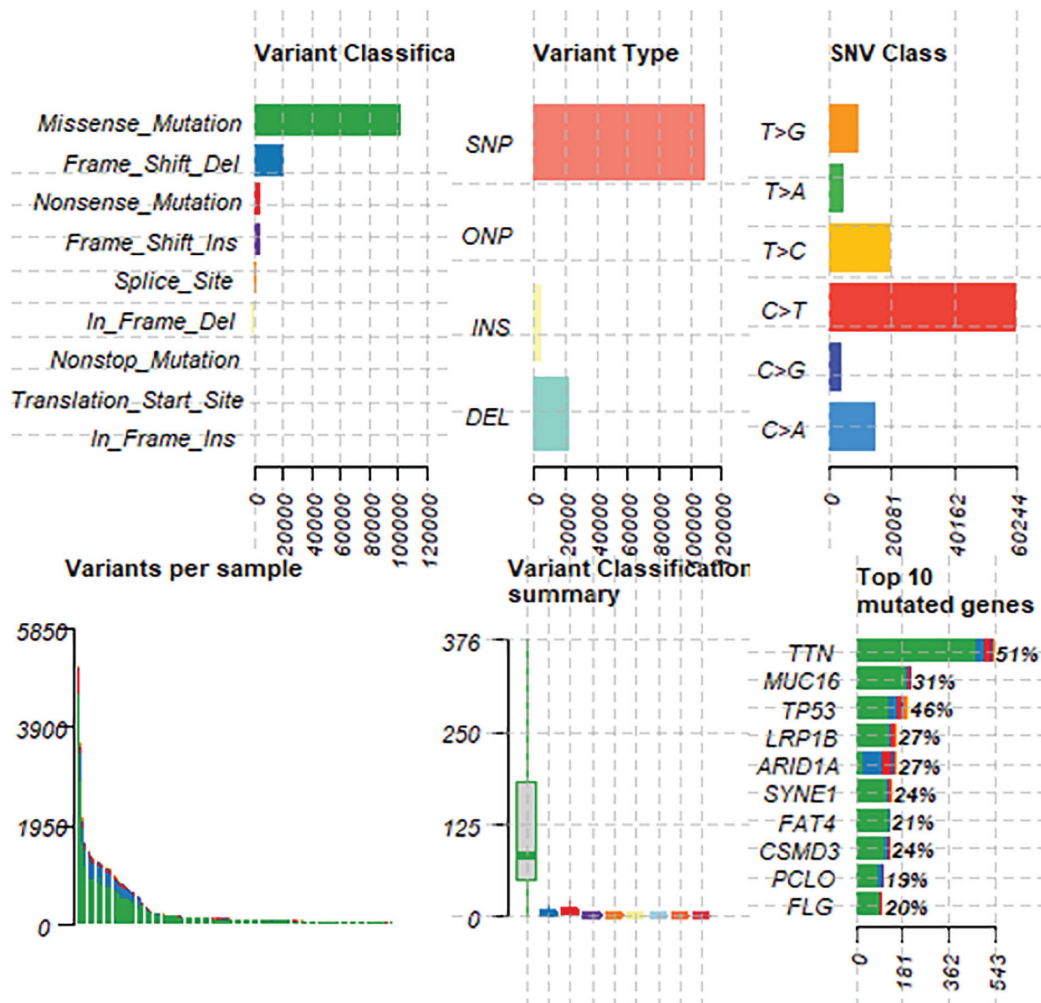 Variant Classifica
Missense_Mutation
Frame_Shift_Del
Nonsense_Mutation
Frame_Shift_Ins
Splice_Site
In_Frame_Del
Nonstop_Mutation
Translation_Start_Site
In_Frame_Ins
0
20000
40000
60000
80000
100000
120000
Variant Type
SNP
ONP
INS
DEL
0
20000
40000
60000
80000
100000
120000
SNV Class
T>G
T>A
T>C
C>T
C>G
C>A
0
20081
40162
60244
Variants per sample
5850
3900
1950
0
Variant Classification
summary
376
250
125
0
Top 10
mutated genes
TTN 51%
MUC16 31%
TP53 46%
LRP1B 27%
ARID1A 27%
SYNE1 24%
FAT4 21%
CSMD3 24%
PCLO 19%
FLG 20%
0
181
362
543